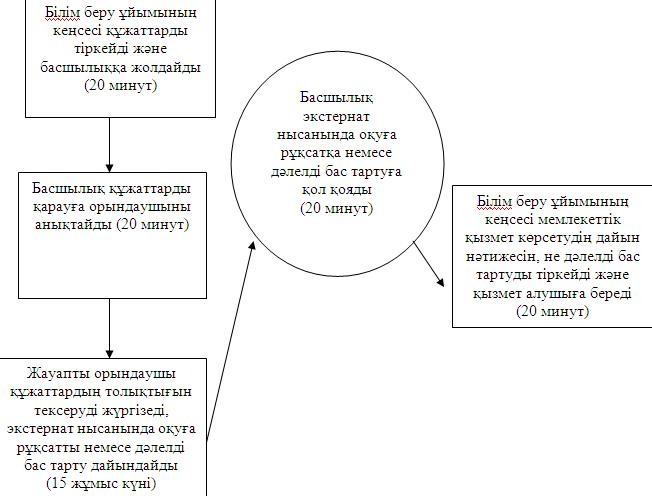 Білім беру ұйымының
кеңсесі құжаттарды
тіркейді және
басшылыққа жолдайды
(20 минут)
Басшылық құжаттарды
қарауға орындаушыны
анықтайды (20 минут)
Жауапты орындаушы
құжаттардың толықтығын
тексеруді жүргізеді,
экстернат нысанында оқуға
рұқсатты немесе дәлелді
бас тарту дайындайды
(15 жұмыс күні)
Басшылық
экстернат
нысанында оқуға
рұқсатқа немесе
дәлелді бас тартуға
қол қояды
(20 минут)
Білім беру ұйымының
кеңсесі мемлекеттік
қызмет көрсетудің дайын
нәтижесін, не дәлелді бас
тартуды тіркейді және
қызмет алушыға береді
(20 минут)